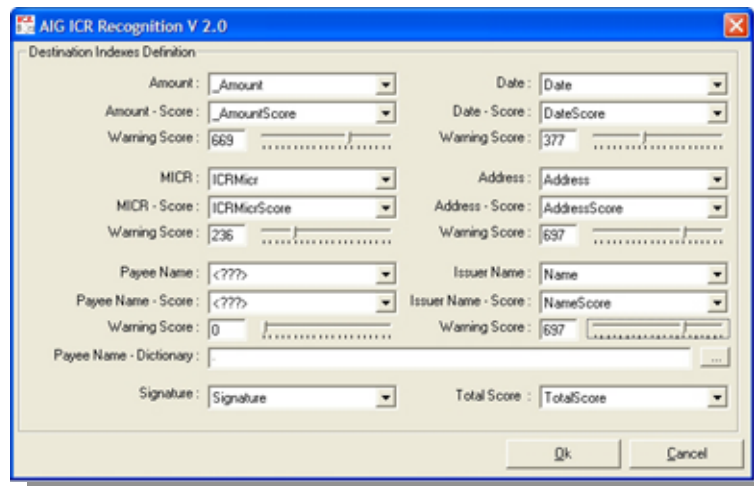 AIG ICR Recognition V 2.0
Destination Indexes Definition
Amount : _Amount Date : Date
Amount - Score : _AmountScore Date - Score : DateScore
Warning Score : 669 Warning Score : 377
MICR : ICRMicr Address : Address
MICR - Score : ICRMicrScore Address - Score : AddressScore
Warning Score : 236 Warning Score : 697
Payee Name : <???> Issuer Name : Name
Payee Name - Score : <???> Issuer Name - Score : NameScore
Warning Score : 0 Warning Score : 697
Payee Name - Dictionary : ...
Signature : Signature Total Score : TotalScore
Ok Cancel